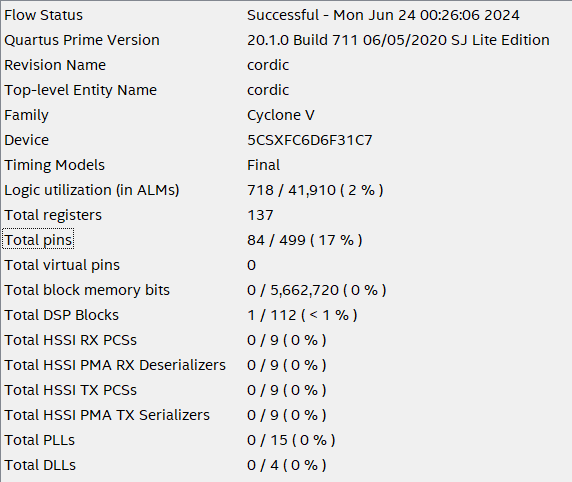 Flow Status Successful - Mon Jun 24 00:26:06 2024
Quartus Prime Version 20.1.0 Build 711 06/05/2020 SJ Lite Edition
Revision Name cordic
Top-level Entity Name cordic
Family Cyclone V
Device 5CSXFC6D6F31C7
Timing Models Final
Logic utilization (in ALMs) 718 / 41,910 ( 2 % )
Total registers 137
Total pins 84 / 499 ( 17 % )
Total virtual pins 0
Total block memory bits 0 / 5,662,720 ( 0 % )
Total DSP Blocks 1 / 112 ( < 1 % )
Total HSSI RX PCSs 0 / 9 ( 0 % )
Total HSSI PMA RX Deserializers 0 / 9 ( 0 % )
Total HSSI TX PCSs 0 / 9 ( 0 % )
Total HSSI PMA TX Serializers 0 / 9 ( 0 % )
Total PLLs 0 / 15 ( 0 % )
Total DLLs 0 / 4 ( 0 % )